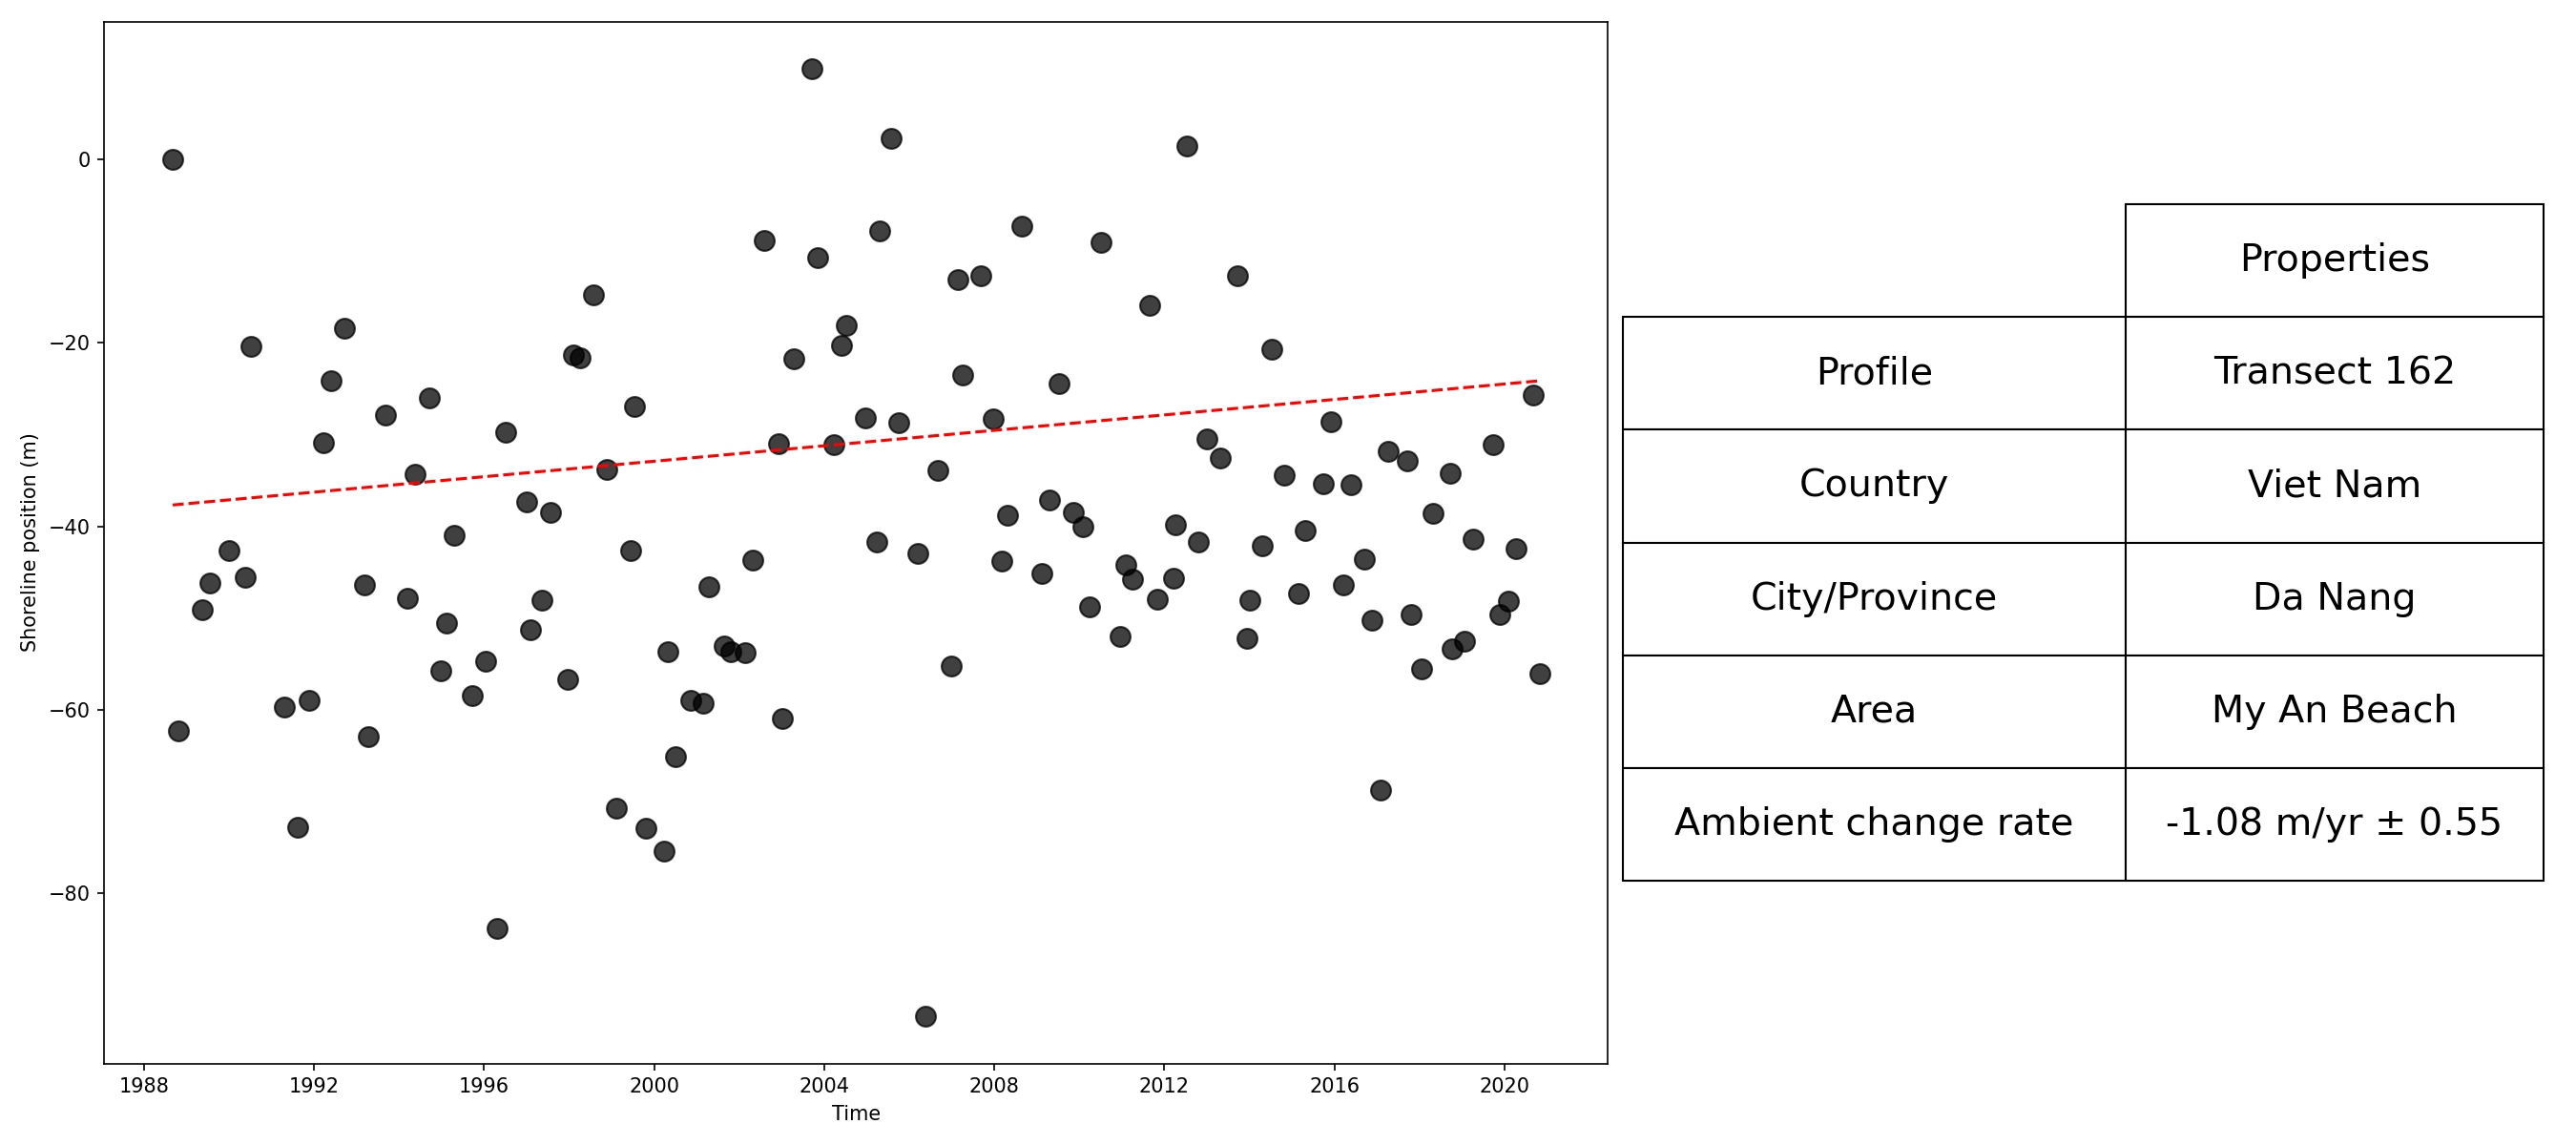 Shoreline position (m)
0
−20
−40
−60
−80
1988 1992 1996 2000 2004 2008 2012 2016 2020
Time
Properties
Profile Transect 162
Country Viet Nam
City/Province Da Nang
Area My An Beach
Ambient change rate -1.08 m/yr ± 0.55